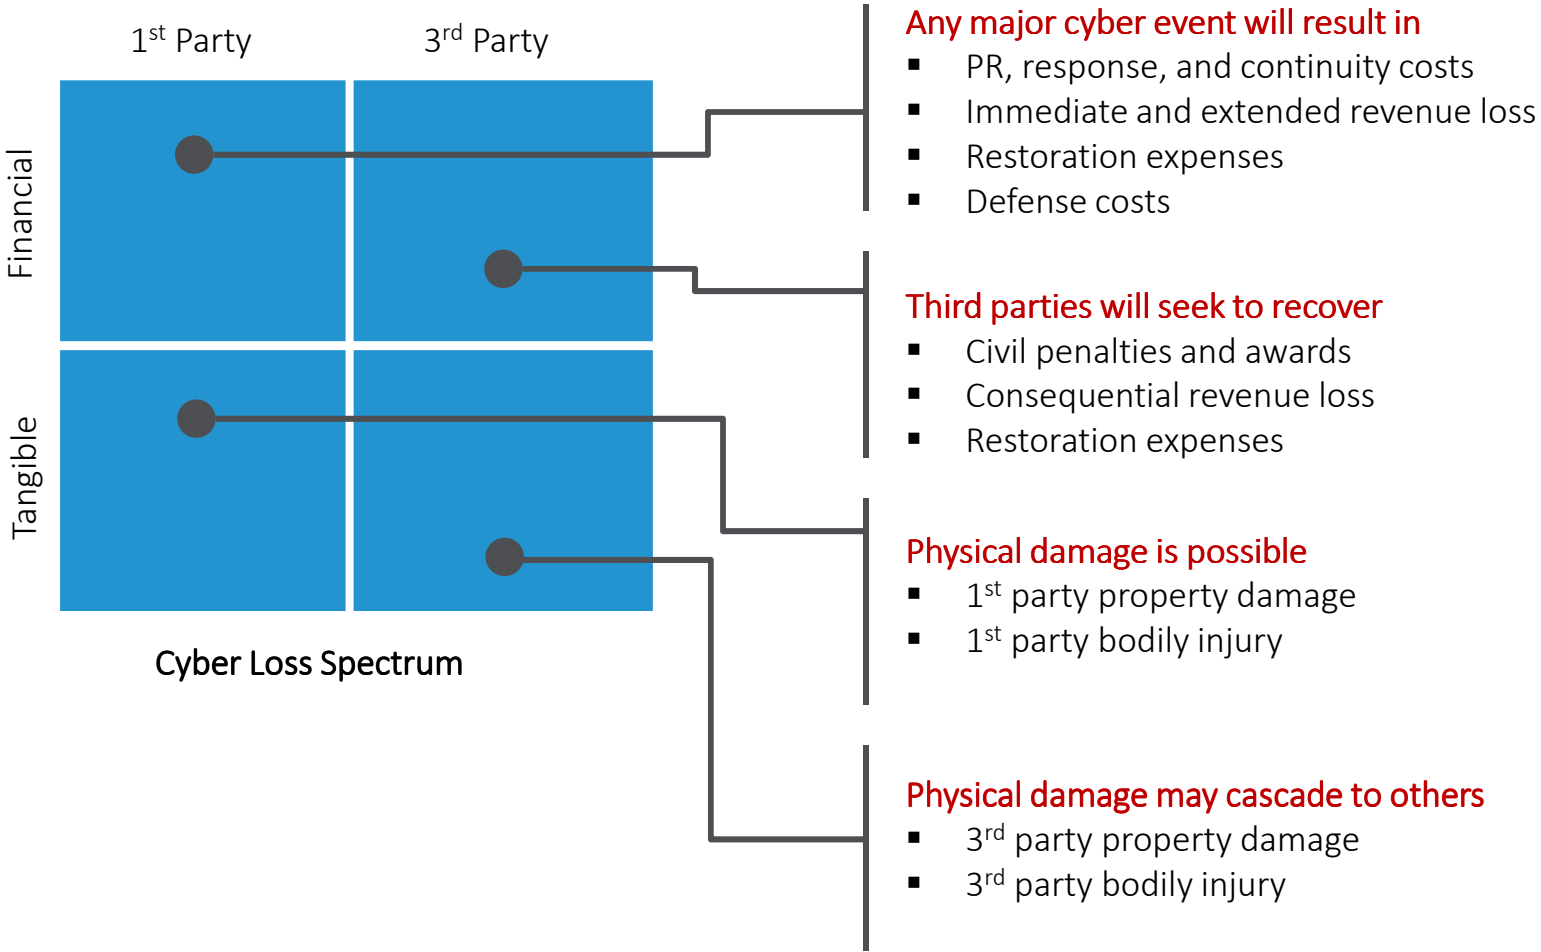 1st Party
3rd Party
Financial
Tangible
Cyber Loss Spectrum
Any major cyber event will result in
▪ PR, response, and continuity costs
▪ Immediate and extended revenue loss
▪ Restoration expenses
▪ Defense costs
Third parties will seek to recover
▪ Civil penalties and awards
▪ Consequential revenue loss
▪ Restoration expenses
Physical damage is possible
▪ 1st party property damage
▪ 1st party bodily injury
Physical damage may cascade to others
▪ 3rd party property damage
▪ 3rd party bodily injury